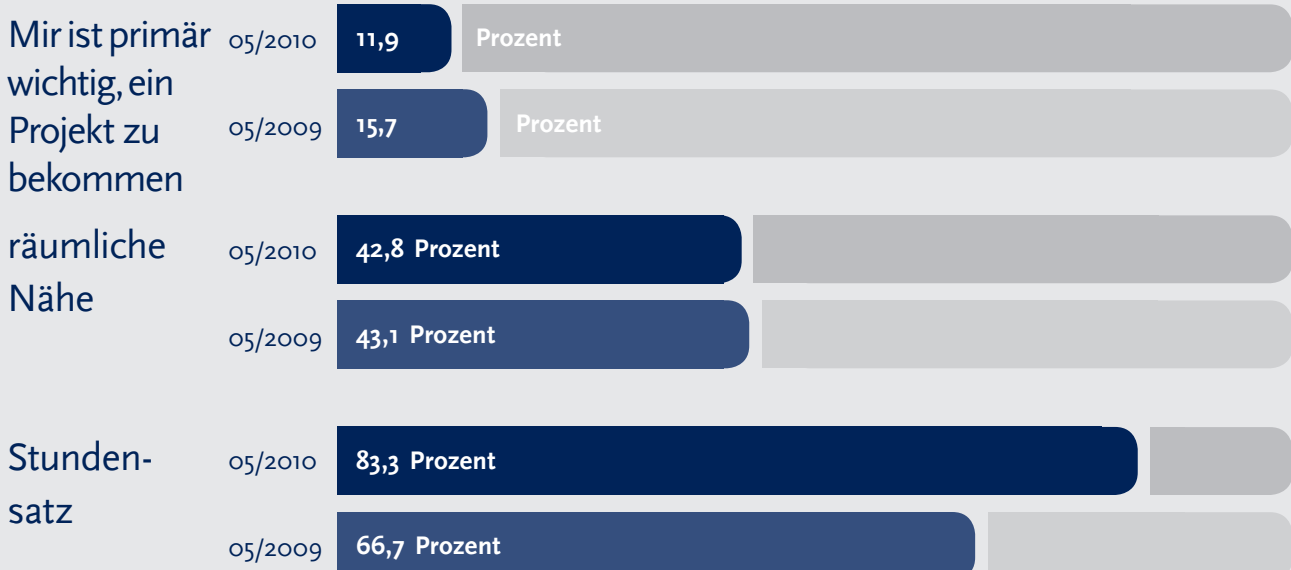 Mir ist primär
wichtig, ein
Projekt zu
bekommen
05/2010 11,9 Prozent
05/2009 15,7 Prozent
räumliche
Nähe
05/2010 42,8 Prozent
05/2009 43,1 Prozent
Stunden-
satz
05/2010 83,3 Prozent
05/2009 66,7 Prozent